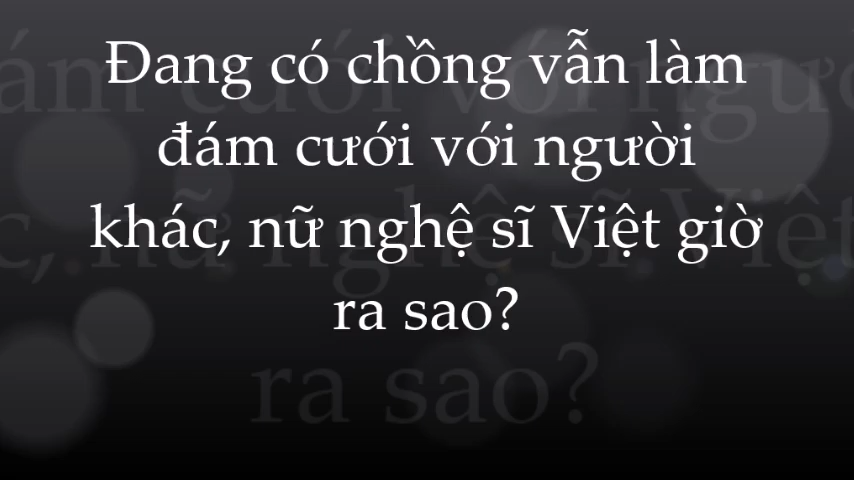 Đang có chồng vẫn làm
đám cưới với người
khác, nữ nghệ sĩ Việt giờ
ra sao?